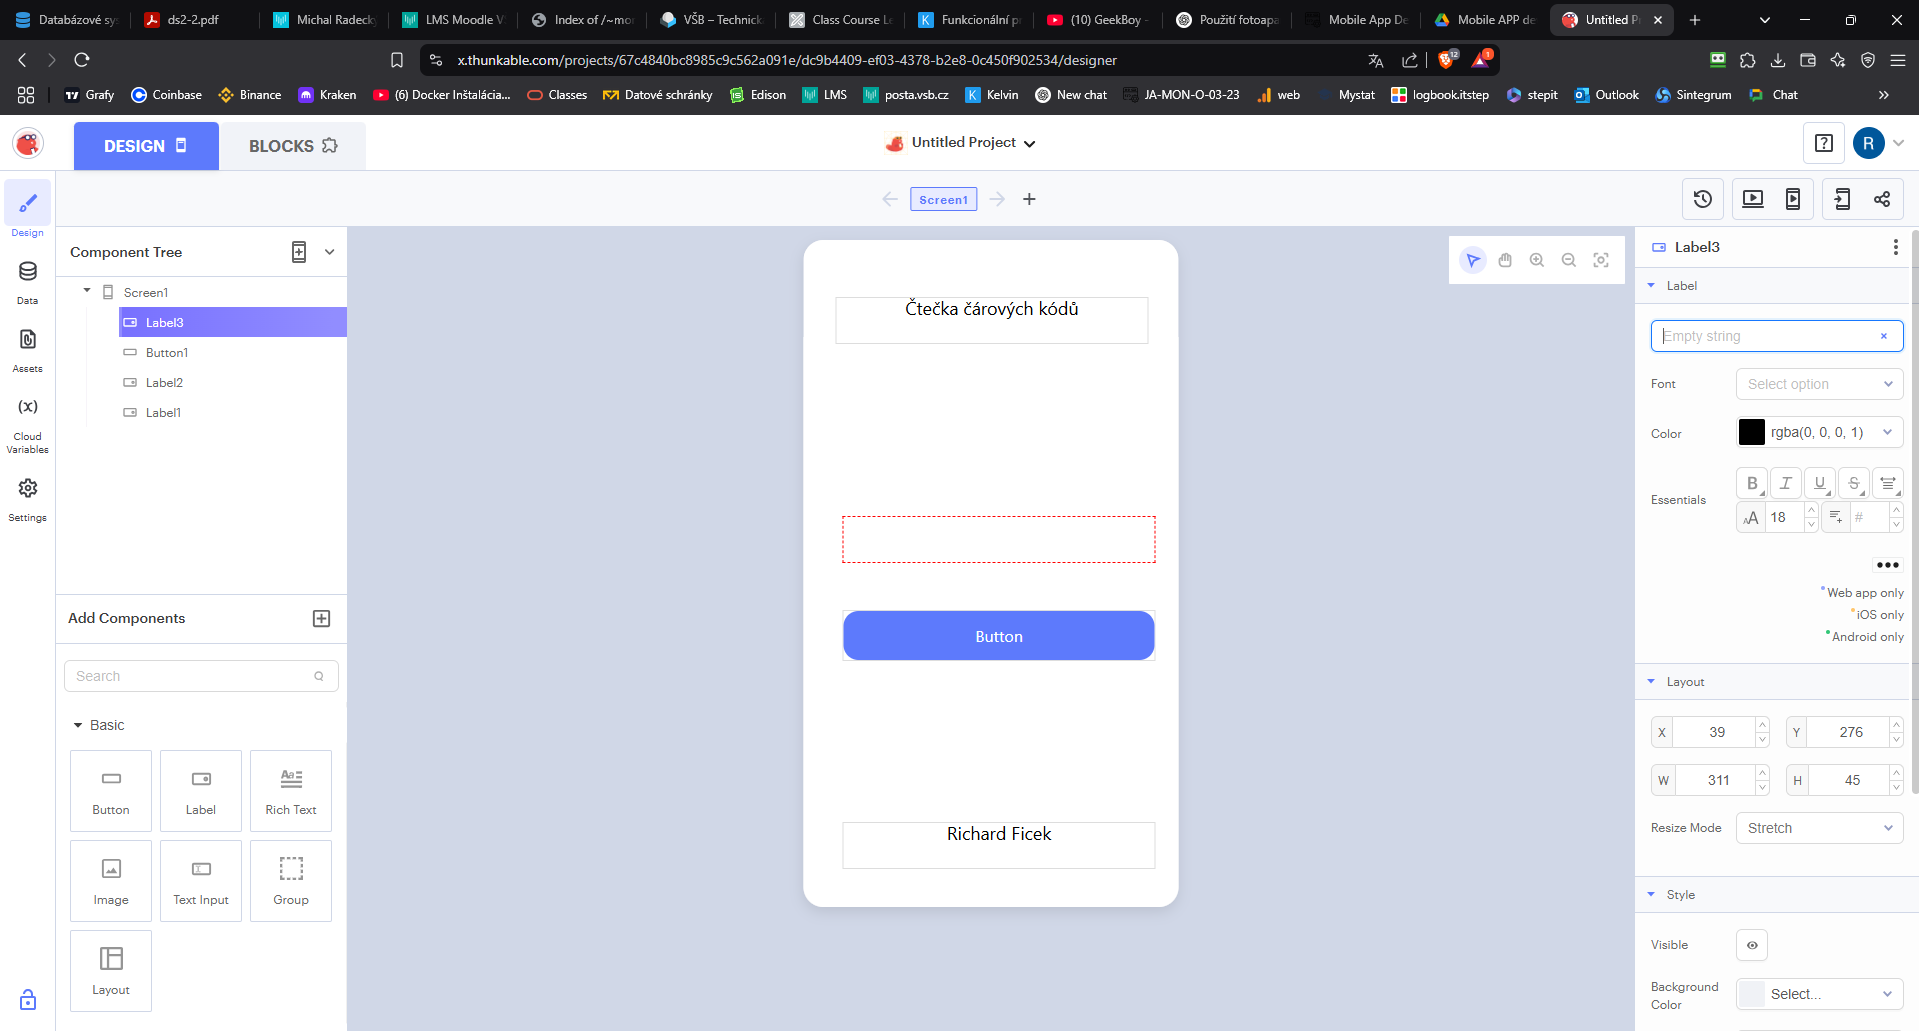 Databázové sy
ds2-2.pdf
Michal Radecky
LMS Moodle V
Index of /~mor
VŠB – Technick
Class Course Le
Funkcionální pr
(10) GeekBoy -
Použití fotoapa
Mobile App De
Mobile APP de
Untitled P
x.thunkable.com/projects/67c4840bc8985c9c562a091e/dc9b4409-ef03-4378-b2e8-0c450f902534/designer
12
1
Grafy
Coinbase
Binance
Kraken
(6) Docker Inštalácia...
Classes
Datové schránky
Edison
LMS
posta.vsb.cz
Kelvin
New chat
JA-MON-O-03-23
web
Mystat
logbook.itstep
stepit
Outlook
Sintegrum
Chat
DESIGN
BLOCKS
Untitled Project
R
Screen1
Design
Data
Assets
Cloud
Variables
Settings
Component Tree
Screen1
Label3
Button1
Label2
Label1
Add Components
Search
Basic
Button
Label
Rich Text
Image
Text Input
Group
Layout
Čtečka čárových kódů
Button
Richard Ficek
Label3
Label
Empty string
Font
Select option
Color
rgba(0, 0, 0, 1)
Essentials
B I U S
AA 18 #
Web app only
iOS only
Android only
Layout
X 39 Y 276
W 311 H 45
Resize Mode Stretch
Style
Visible
Background
Color
Select...